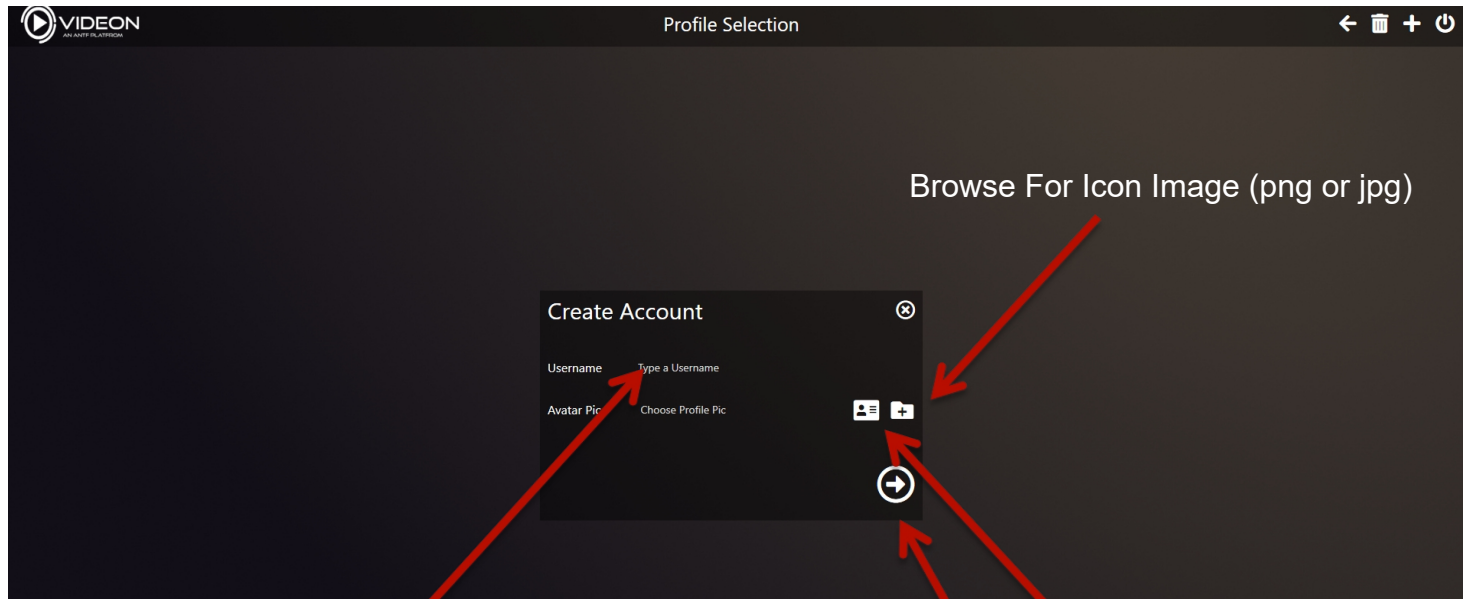 VIDEON
AN ANTF PLATFROM
Profile Selection
Browse For Icon Image (png or jpg)
Create Account
Username
Type a Username
Avatar Pic
Choose Profile Pic